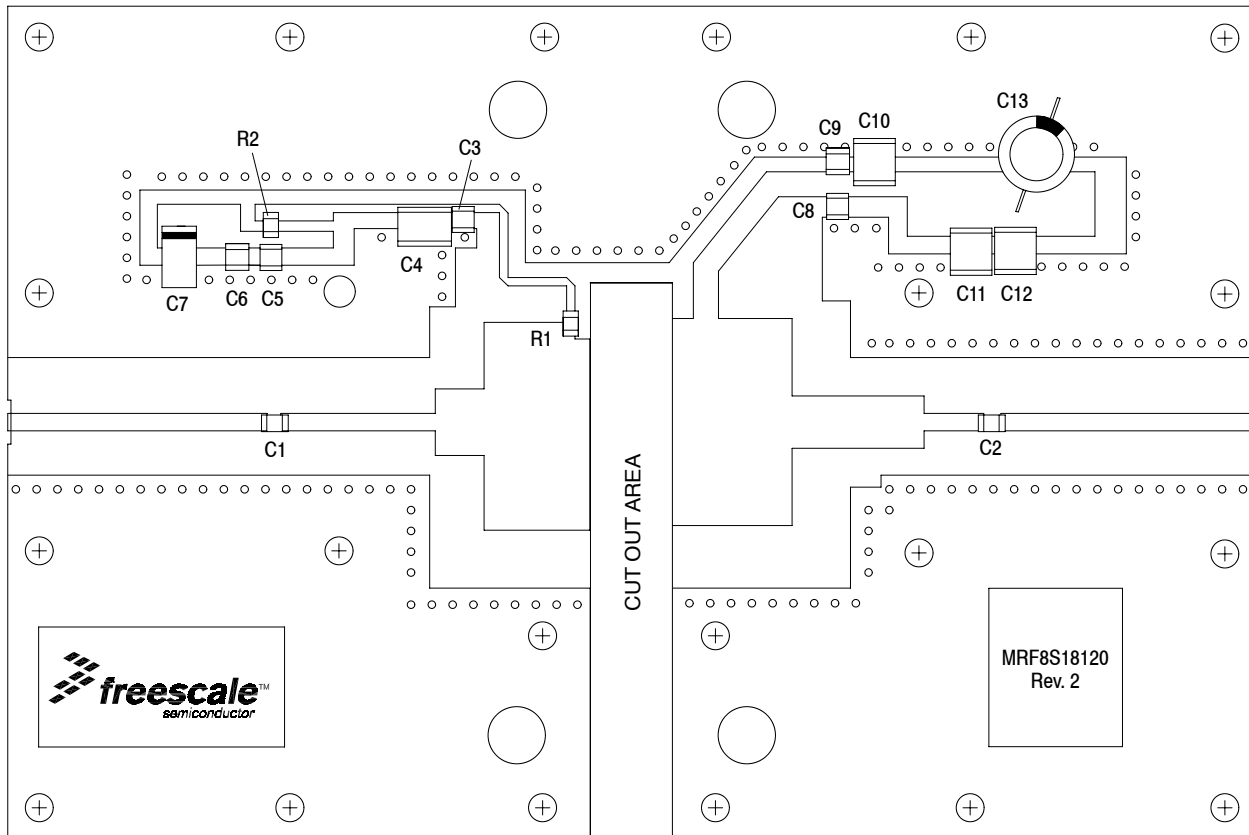 C13
C9
C10
R2
C3
C8
C4
C7
C6
C5
C11
C12
R1
C1
C2
CUT OUT AREA
freescale™
semiconductor
MRF8S18120
Rev. 2